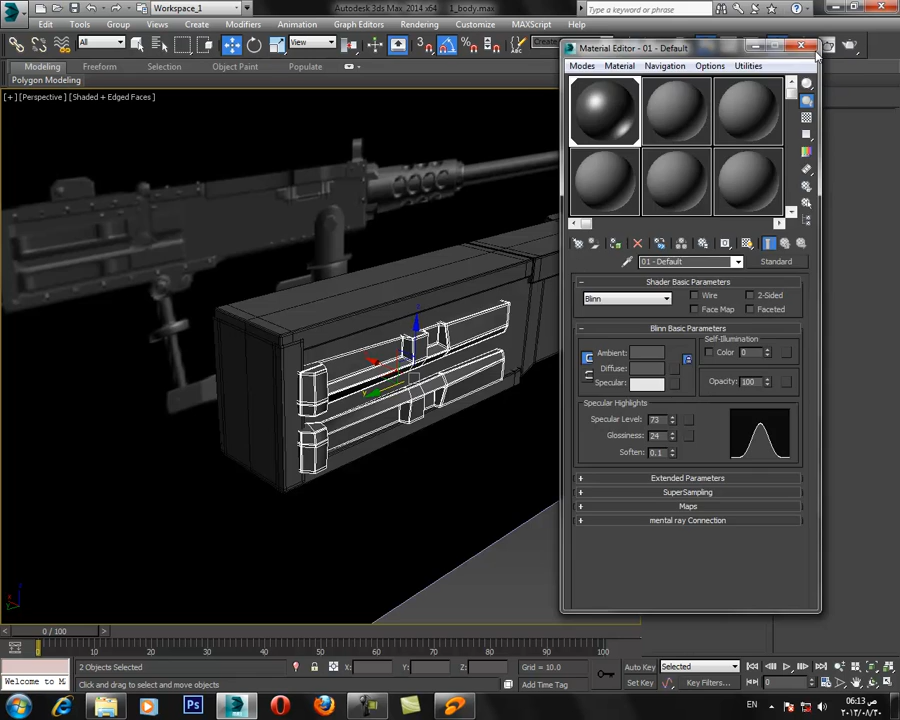 Workspace_1
Autodesk 3ds Max 2014 x64
1_body.max
Type a keyword or phrase
Edit Tools Group Views Create Modifiers Animation Graph Editors Rendering Customize MAXScript Help
All
View
Modeling Freeform Selection Object Paint Populate
Polygon Modeling
[+] [Perspective] [Shaded + Edged Faces]
Material Editor - 01 - Default
Modes Material Navigation Options Utilities
01 - Default
Standard
Shader Basic Parameters
Blinn
Wire
2-Sided
Face Map
Faceted
Blinn Basic Parameters
Self-Illumination
Color 0
Ambient:
Diffuse:
Specular:
Opacity: 100
Specular Highlights
Specular Level: 73
Glossiness: 24
Soften: 0.1
Extended Parameters
SuperSampling
Maps
mental ray Connection
0 / 100
0 10 20 30 40 50 60 70 80 90 100
2 Objects Selected
X: Y: Z:
Grid = 10.0
Auto Key
Selected
Welcome to M
Click and drag to select and move objects
Add Time Tag
Set Key
Filters...
0
EN
06:13 ص
٢٠١٣/٠٨/٢٠